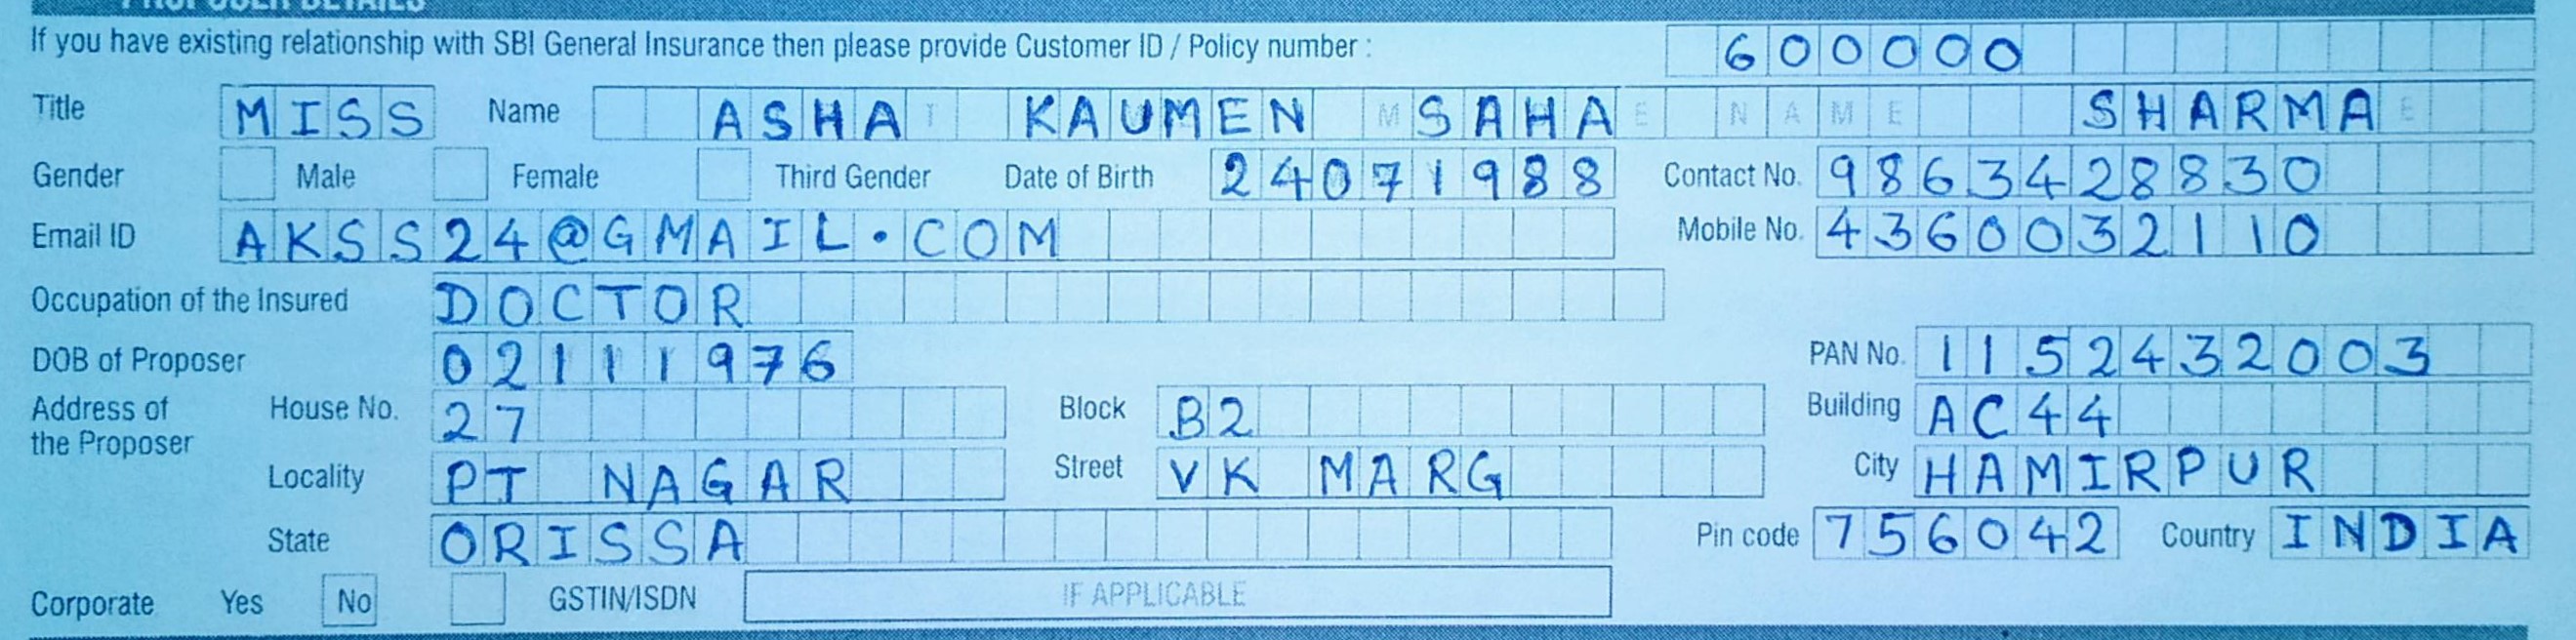 PROPOSER DETAILS
If you have existing relationship with SBI General Insurance then please provide Customer ID / Policy number : 600000
Title MISS Name ASHA KAUMEN SAHA NAME SHARMA
Gender Male Female Third Gender Date of Birth 24071988 Contact No. 9863428830
Email ID AKSS24@GMAIL.COM Mobile No. 4360032110
Occupation of the Insured DOCTOR
DOB of Proposer 02111976 PAN No. 1152432003
Address of the Proposer House No. 27 Block B2 Building AC44
Locality PT NAGAR Street VK MARG City HAMIRPUR
State ORISSA Pin code 756042 Country INDIA
Corporate Yes No GSTIN/ISDN IF APPLICABLE